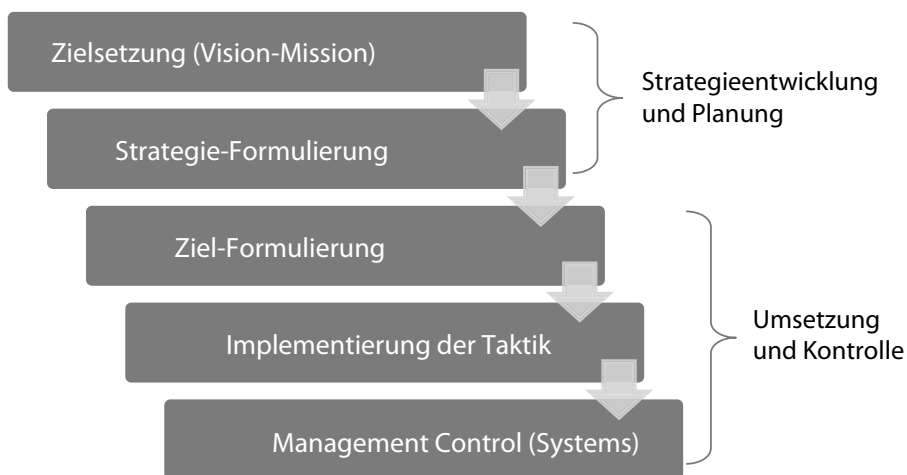 Zielsetzung (Vision-Mission)
Strategieentwicklung
und Planung
Strategie-Formulierung
Ziel-Formulierung
Implementierung der Taktik
Umsetzung
und Kontrolle
Management Control (Systems)